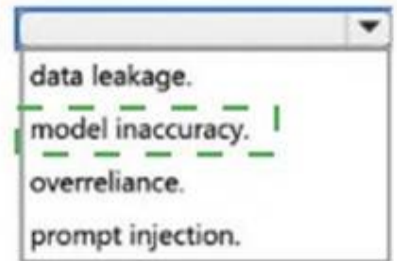 data leakage.
model inaccuracy.
overreliance.
prompt injection.